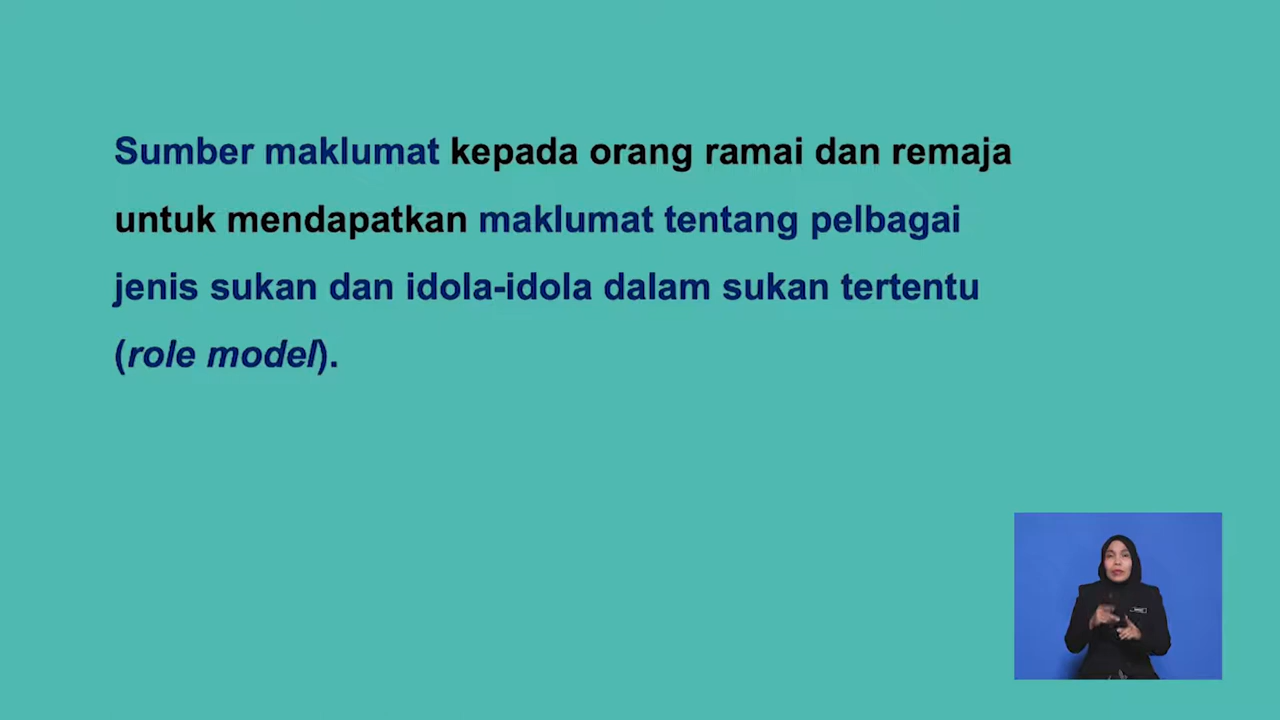 Sumber maklumat kepada orang ramai dan remaja
untuk mendapatkan maklumat tentang pelbagai
jenis sukan dan idola-idola dalam sukan tertentu
(role model).